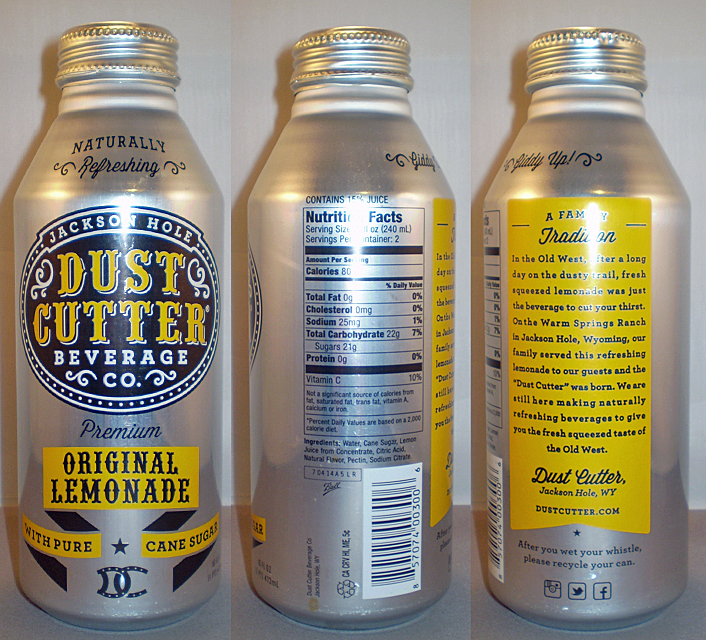 NATURALLY
Refreshing
JACKSON HOLE
DUST
CUTTER
BEVERAGE
CO.
Premium
ORIGINAL
LEMONADE
WITH PURE
CANE SUGAR
DC
Giddy
CONTAINS 15% JUICE
Nutrition Facts
Serving Size 8 fl oz (240 mL)
Servings Per Container: 2
Amount Per Serving
Calories 80
% Daily Value
Total Fat 0g 0%
Cholesterol 0mg 0%
Sodium 25mg 1%
Total Carbohydrate 22g 7%
Sugars 21g
Protein 0g 0%
Vitamin C 10%
Not a significant source of calories from
fat, saturated fat, trans fat, vitamin A,
calcium or iron.
*Percent Daily Values are based on a 2,000
calorie diet.
Ingredients: Water, Cane Sugar, Lemon
Juice from Concentrate, Citric Acid,
Natural Flavor, Pectin, Sodium Citrate.
70414A5LR
Ball
Dust Cutter Beverage Co
Jackson Hole, WY
CA CRV HI, ME, 5¢
8 57074 00300 6
Giddy Up!
A FAMILY
Tradition
In the Old West, after a long
day on the dusty trail, fresh
squeezed lemonade was just
the beverage to cut your thirst.
On the Warm Springs Ranch
in Jackson Hole, Wyoming, our
family served this refreshing
lemonade to our guests and the
"Dust Cutter" was born. We are
still here making naturally
refreshing beverages to give
you the fresh squeezed taste of
the Old West.
Dust Cutter,
Jackson Hole, WY
DUSTCUTTER.COM
After you wet your whistle,
please recycle your can.